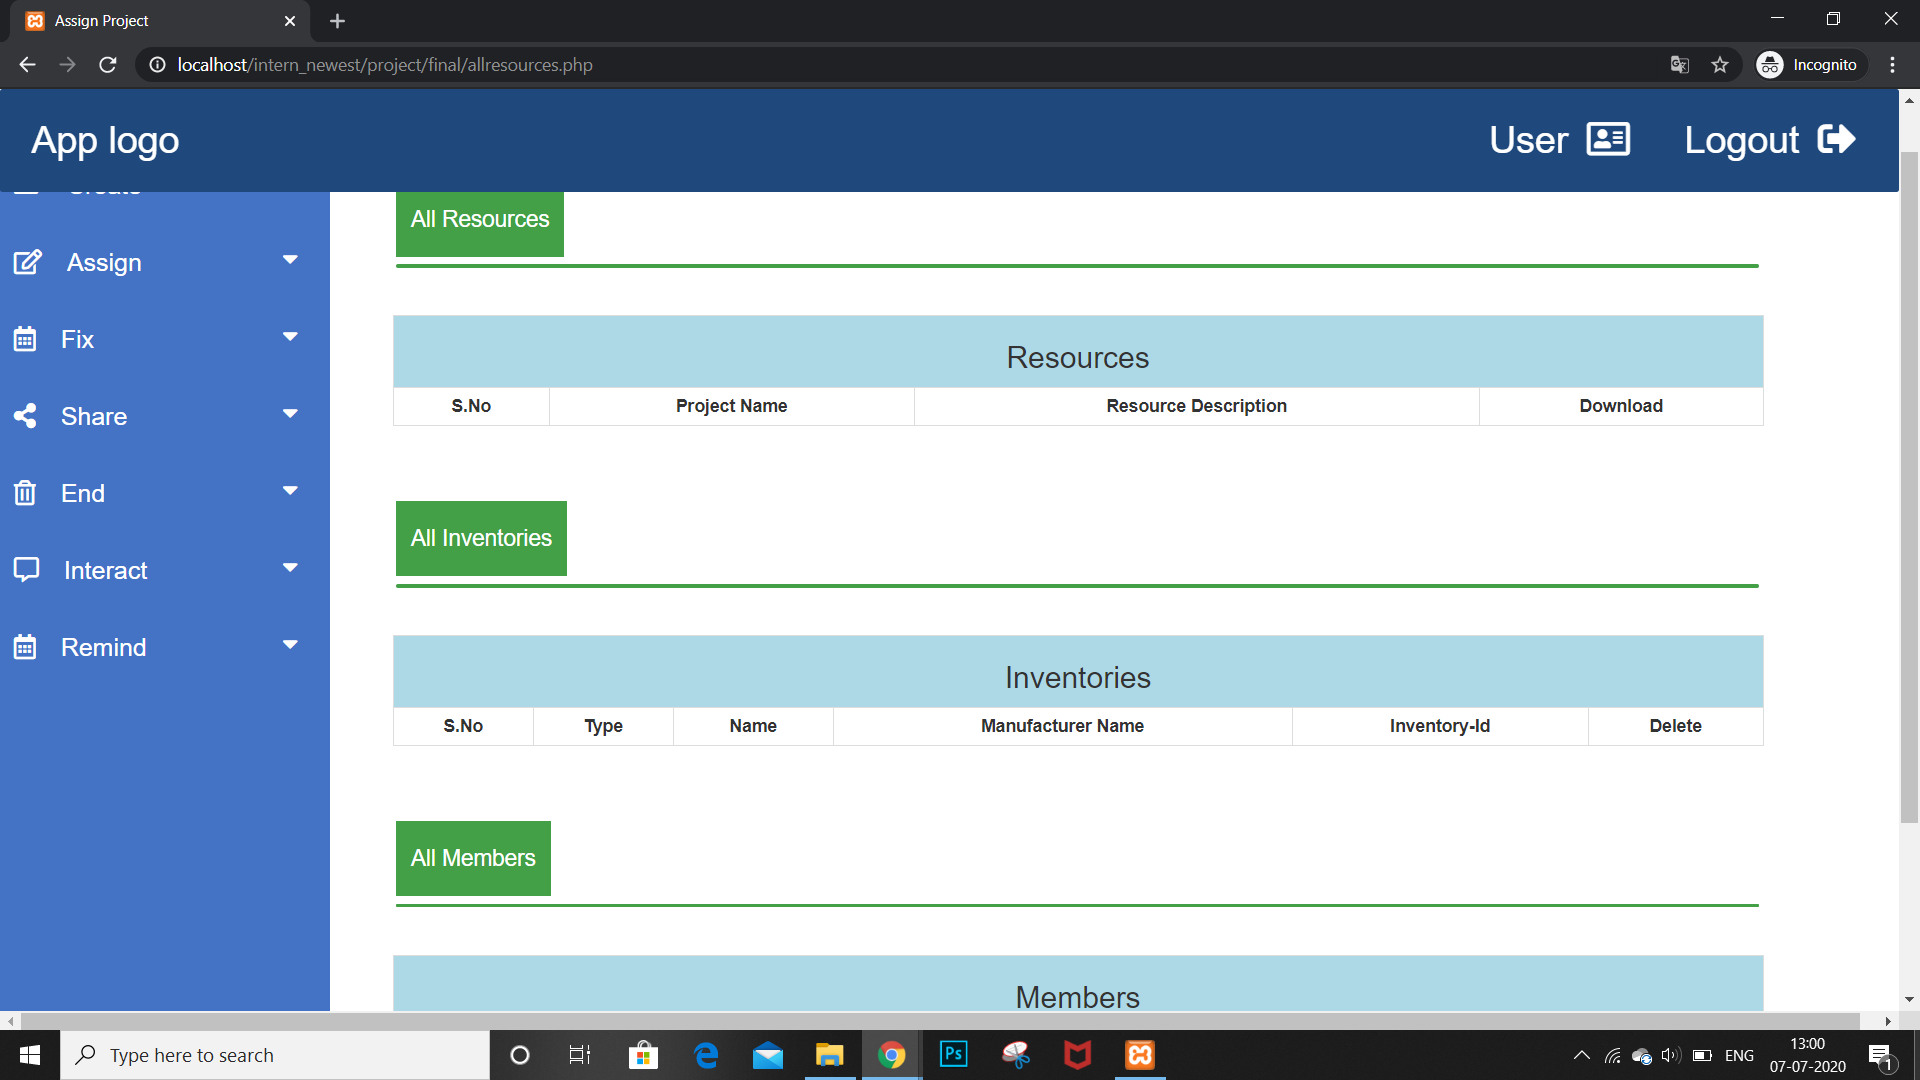 Assign Project
localhost/intern_newest/project/final/allresources.php
Incognito
App logo
User
Logout
Create
Assign
Fix
Share
End
Interact
Remind
All Resources
Resources
S.No Project Name Resource Description Download
All Inventories
Inventories
S.No Type Name Manufacturer Name Inventory-Id Delete
All Members
Members
Type here to search
Ps
ENG
13:00
07-07-2020
1